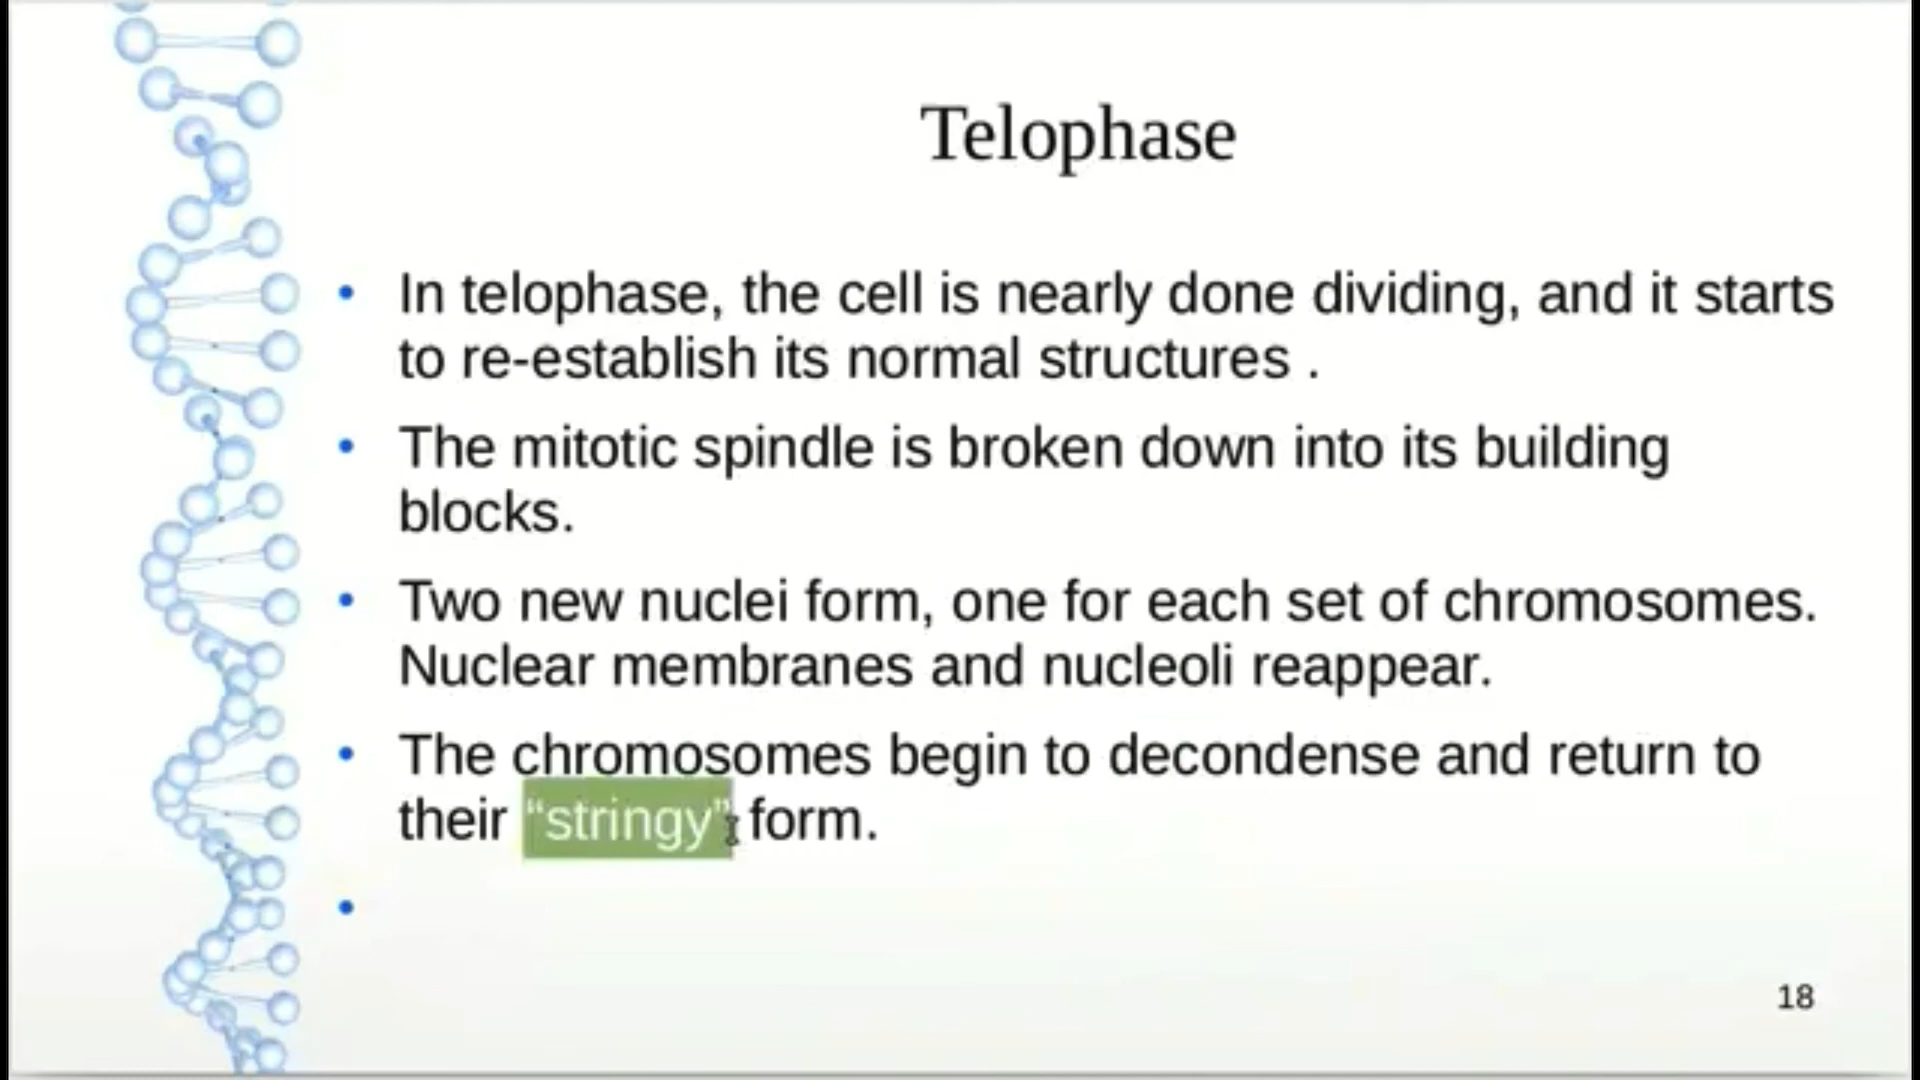 Telophase
• In telophase, the cell is nearly done dividing, and it starts
to re-establish its normal structures .
• The mitotic spindle is broken down into its building
blocks.
• Two new nuclei form, one for each set of chromosomes.
Nuclear membranes and nucleoli reappear.
• The chromosomes begin to decondense and return to
their “stringy” form.
•
18